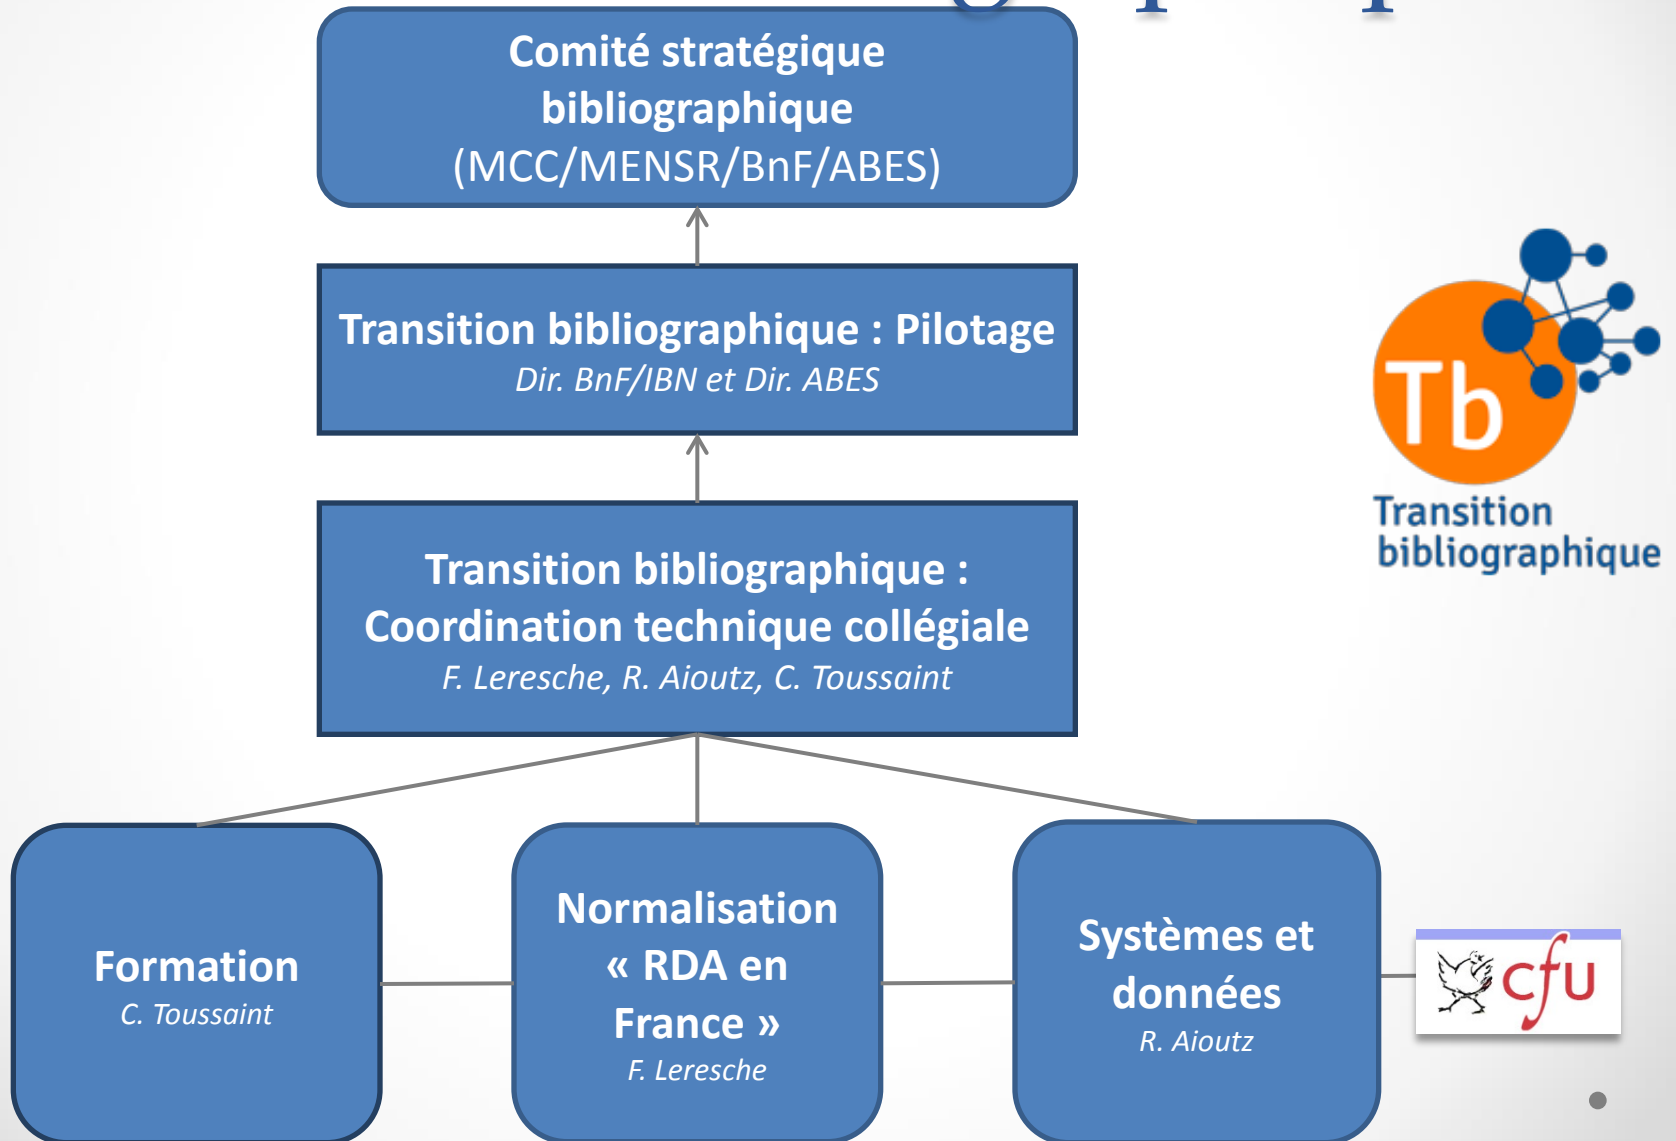 Comité stratégique
bibliographique
(MCC/MENSR/BnF/ABES)
Transition bibliographique : Pilotage
Dir. BnF/IBN et Dir. ABES
Transition bibliographique :
Coordination technique collégiale
F. Leresche, R. Aioutz, C. Toussaint
Tb
Transition
bibliographique
Formation
C. Toussaint
Normalisation
« RDA en
France »
F. Leresche
Systèmes et
données
R. Aioutz
cfU